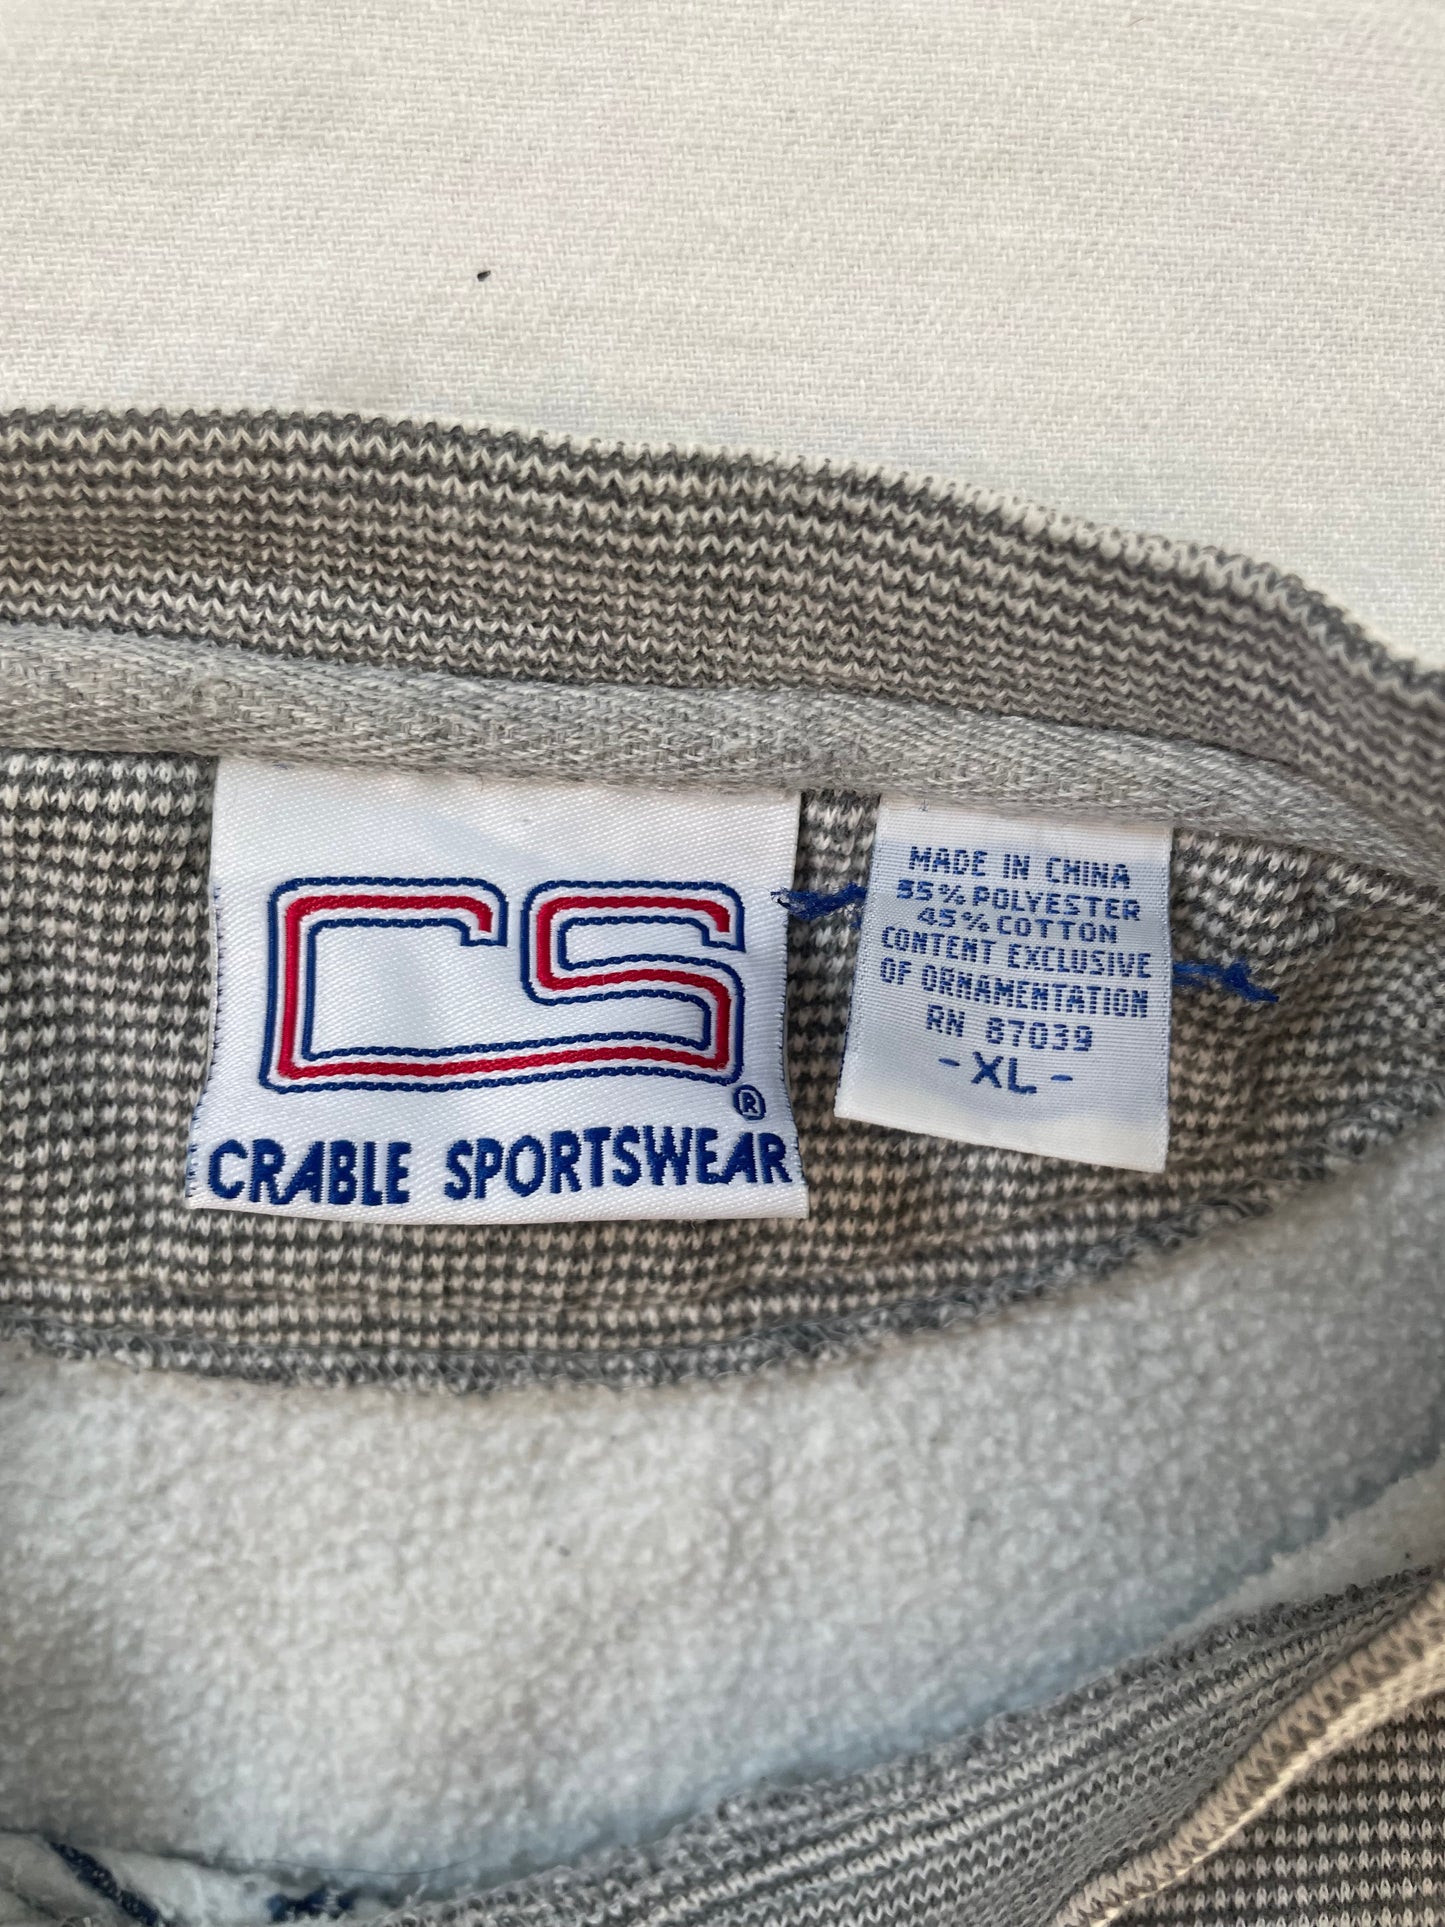 CS
®
CRABLE SPORTSWEAR
MADE IN CHINA
55% POLYESTER
45% COTTON
CONTENT EXCLUSIVE
OF ORNAMENTATION
RN 87039
- XL -